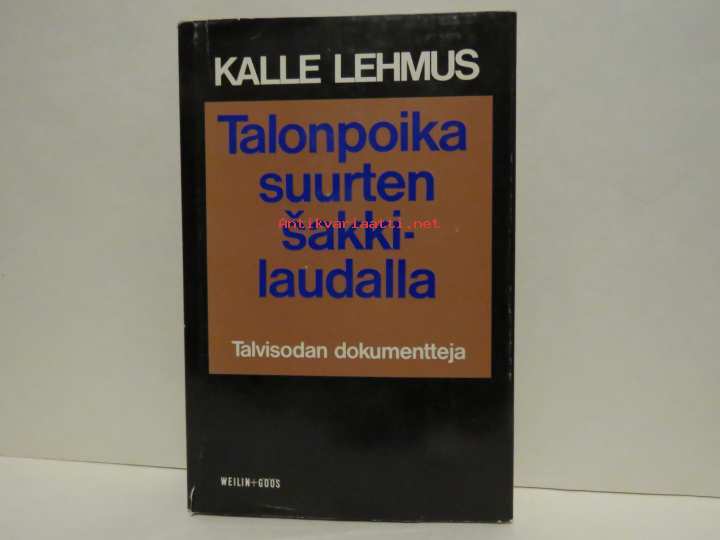 KALLE LEHMUS
Talonpoika
suurten
šakki-
Antikvariaatti.net
laudalla
Talvisodan dokumentteja
WEILIN+GÖÖS